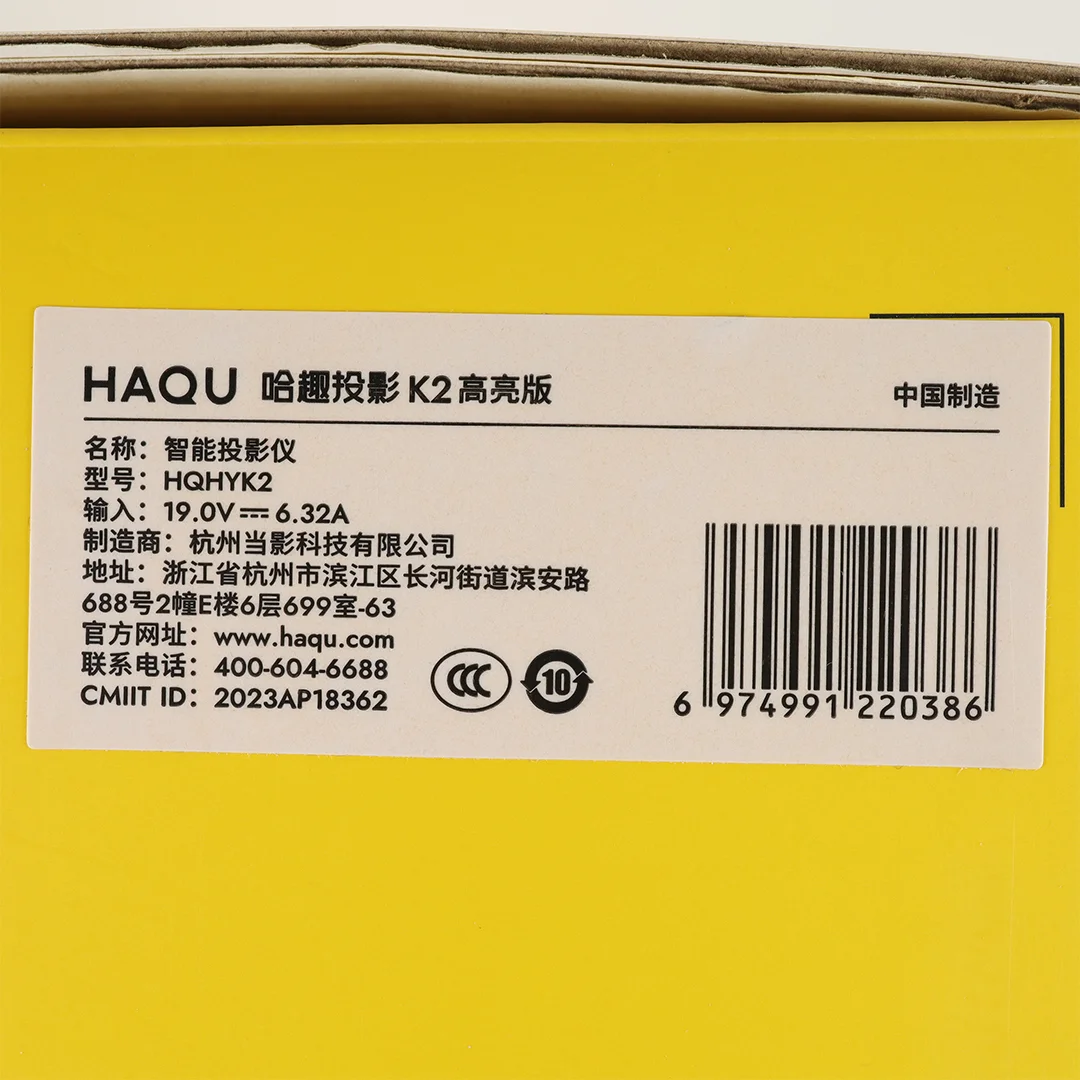 HAQU 哈趣投影 K2 高亮版
中国制造
名称：智能投影仪
型号：HQHYK2
输入：19.0V⎓6.32A
制造商：杭州当影科技有限公司
地址：浙江省杭州市滨江区长河街道滨安路
688号2幢E楼6层699室-63
官方网址：www.haqu.com
联系电话：400-604-6688
CMIIT ID：2023AP18362
CCC
10
6 974991 220386